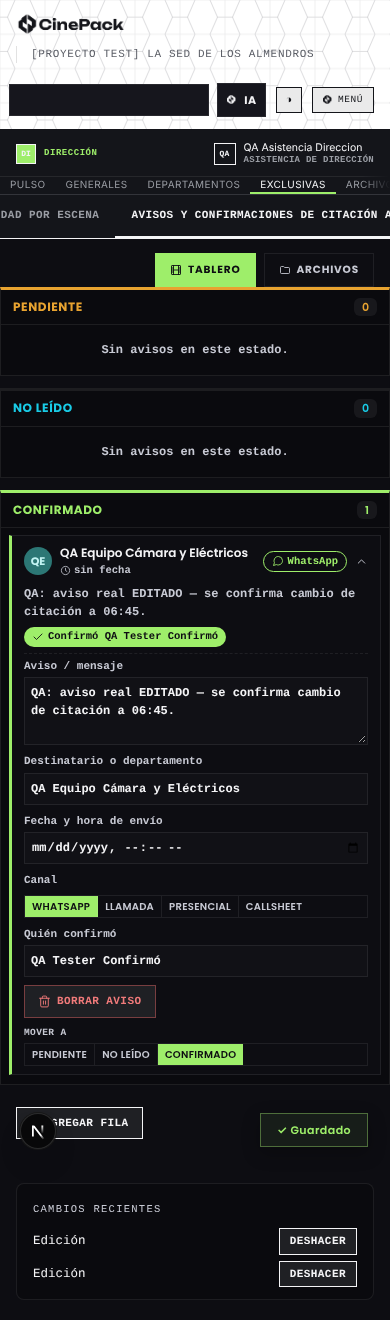 CinePack
[PROYECTO TEST] LA SED DE LOS ALMENDROS
IA
MENÚ
DI
DIRECCIÓN
QA
QA Asistencia Direccion
ASISTENCIA DE DIRECCIÓN
PULSO GENERALES DEPARTAMENTOS EXCLUSIVAS ARCHIV
DAD POR ESCENA AVISOS Y CONFIRMACIONES DE CITACIÓN A
TABLERO ARCHIVOS
PENDIENTE 0
Sin avisos en este estado.
NO LEÍDO 0
Sin avisos en este estado.
CONFIRMADO 1
QE
QA Equipo Cámara y Eléctricos
sin fecha
WhatsApp
QA: aviso real EDITADO — se confirma cambio de
citación a 06:45.
Confirmó QA Tester Confirmó
Aviso / mensaje
QA: aviso real EDITADO — se confirma cambio
de citación a 06:45.
Destinatario o departamento
QA Equipo Cámara y Eléctricos
Fecha y hora de envío
mm/dd/yyyy, --:-- --
Canal
WHATSAPP LLAMADA PRESENCIAL CALLSHEET
Quién confirmó
QA Tester Confirmó
BORRAR AVISO
MOVER A
PENDIENTE NO LEÍDO CONFIRMADO
N
GREGAR FILA
✓ Guardado
CAMBIOS RECIENTES
Edición DESHACER
Edición DESHACER